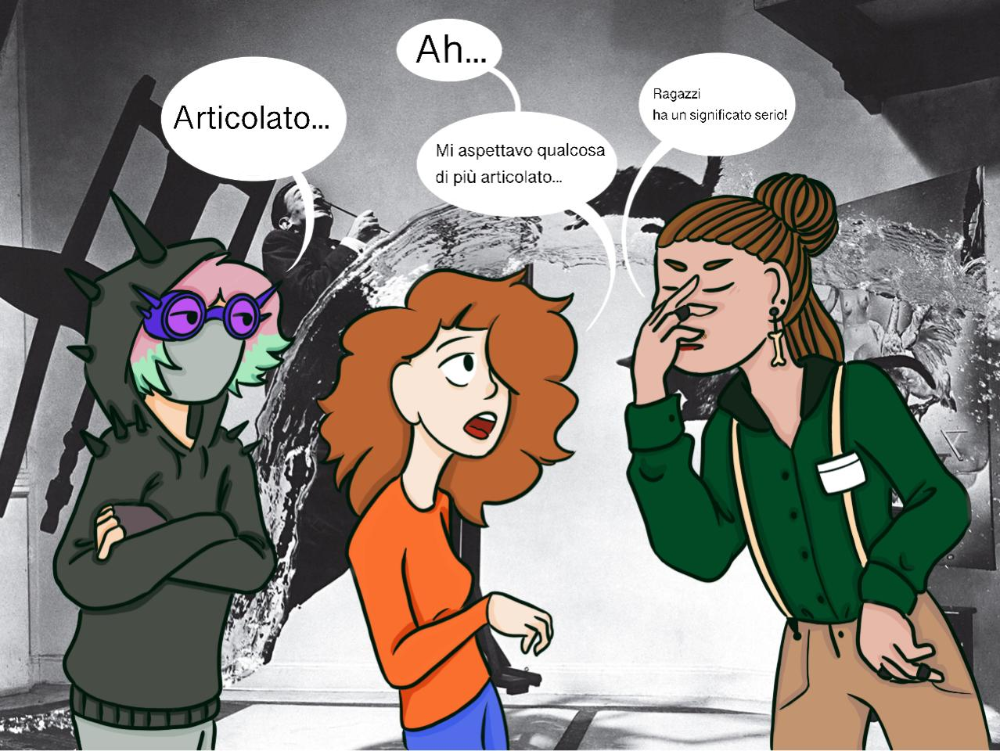 Articolato...
Ah...
Mi aspettavo qualcosa
di più articolato...
Ragazzi
ha un significato serio!